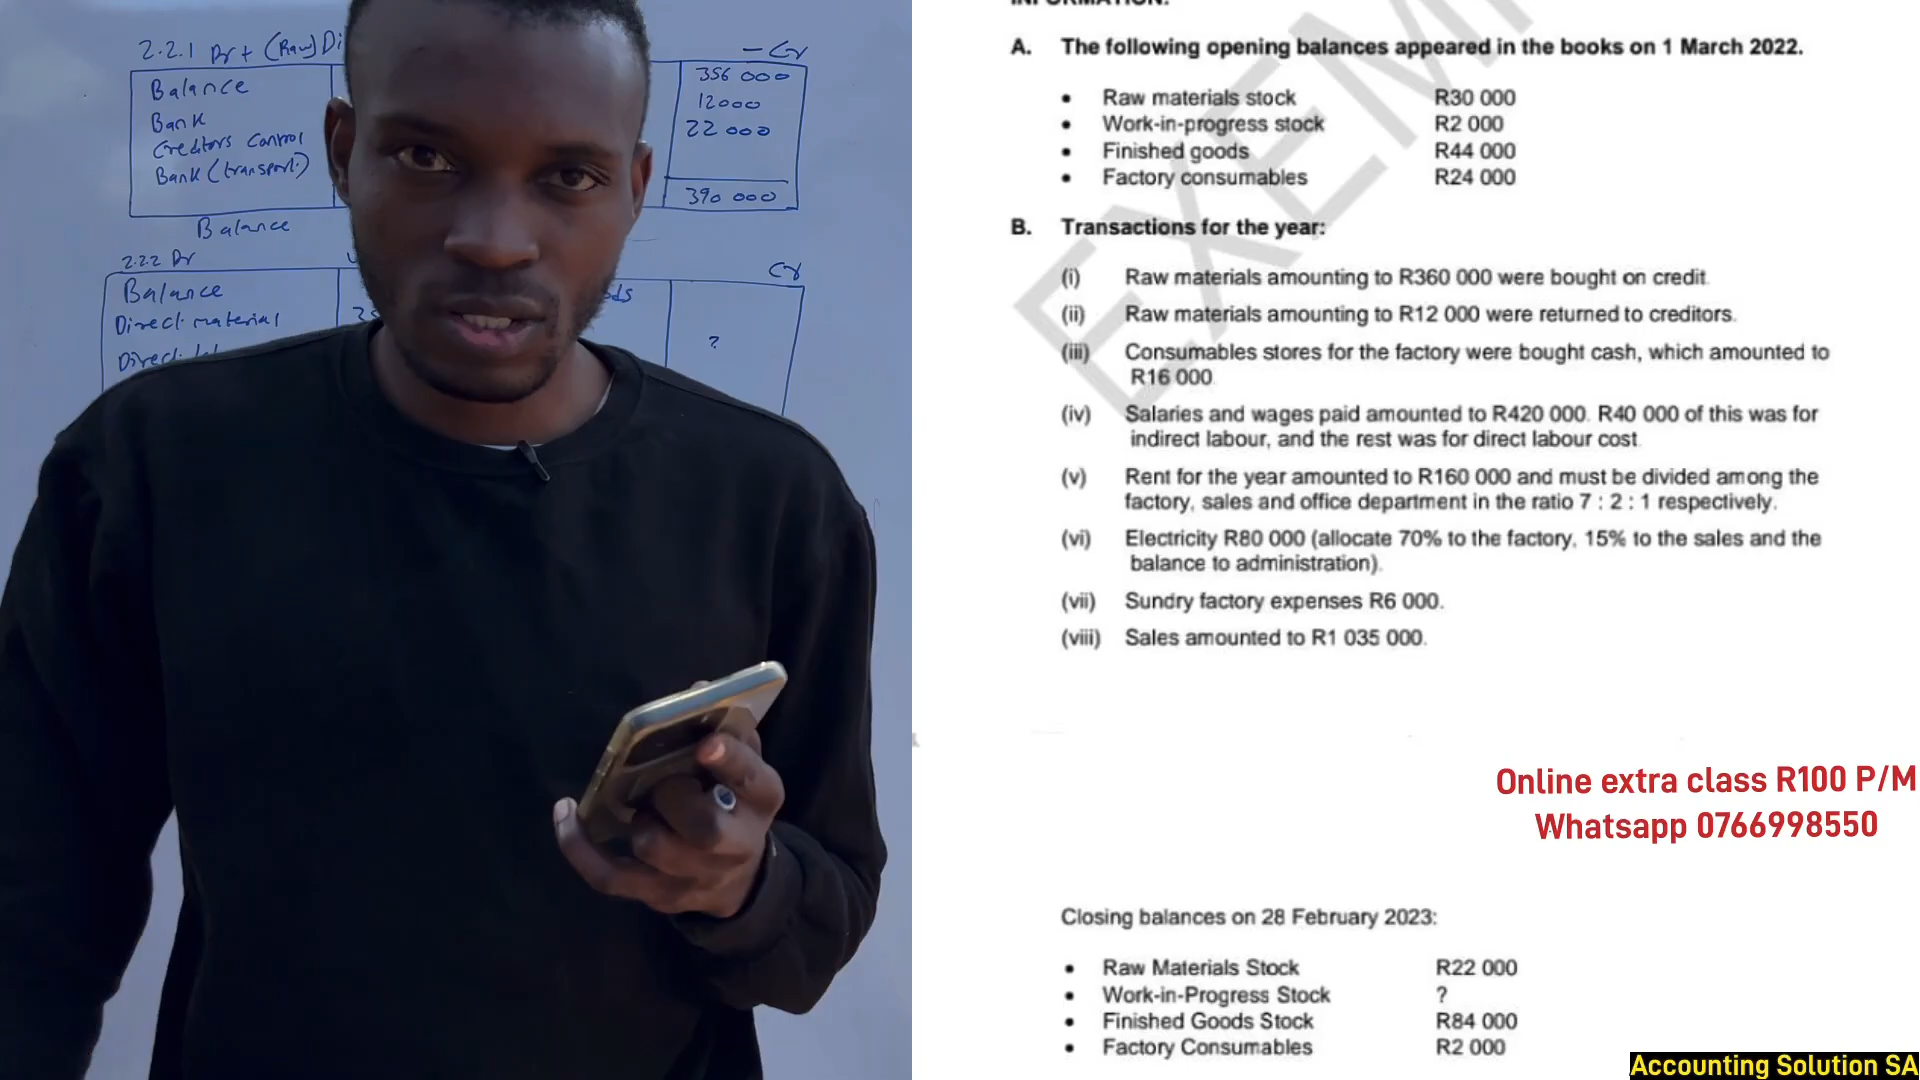 2.2.1 Dr + (Raw) Di
- Cr
Balance
356 000
Bank
12000
Creditors control
22 000
Bank (transport)
390 000
Balance
2.2.2 Dr
Cr
Balance
Direct material
?
INFORMATION:
A. The following opening balances appeared in the books on 1 March 2022.
• Raw materials stock R30 000
• Work-in-progress stock R2 000
• Finished goods R44 000
• Factory consumables R24 000
B. Transactions for the year:
(i) Raw materials amounting to R360 000 were bought on credit.
(ii) Raw materials amounting to R12 000 were returned to creditors.
(iii) Consumables stores for the factory were bought cash, which amounted to
R16 000.
(iv) Salaries and wages paid amounted to R420 000. R40 000 of this was for
indirect labour, and the rest was for direct labour cost.
(v) Rent for the year amounted to R160 000 and must be divided among the
factory, sales and office department in the ratio 7 : 2 : 1 respectively.
(vi) Electricity R80 000 (allocate 70% to the factory, 15% to the sales and the
balance to administration).
(vii) Sundry factory expenses R6 000.
(viii) Sales amounted to R1 035 000.
EXEM
Online extra class R100 P/M
Whatsapp 0766998550
Closing balances on 28 February 2023:
• Raw Materials Stock R22 000
• Work-in-Progress Stock ?
• Finished Goods Stock R84 000
• Factory Consumables R2 000
Accounting Solution SA